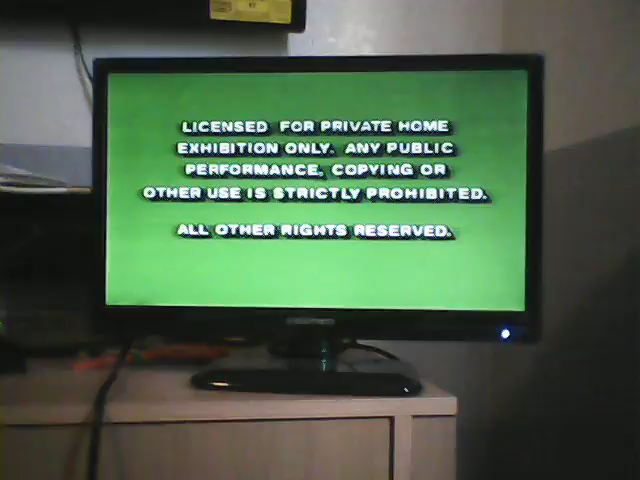 LICENSED FOR PRIVATE HOME
EXHIBITION ONLY. ANY PUBLIC
PERFORMANCE, COPYING OR
OTHER USE IS STRICTLY PROHIBITED.
ALL OTHER RIGHTS RESERVED.